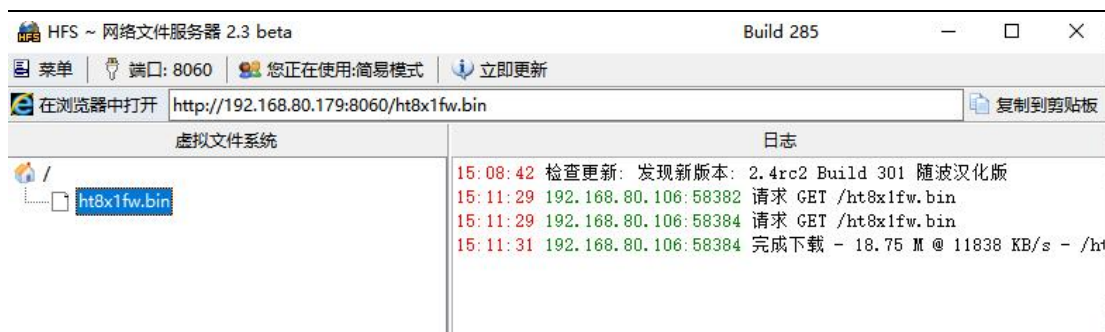 HFS ~ 网络文件服务器 2.3 beta Build 285
菜单 端口: 8060 您正在使用:简易模式 立即更新
在浏览器中打开 http://192.168.80.179:8060/ht8x1fw.bin 复制到剪贴板
虚拟文件系统 日志
/
ht8x1fw.bin
15:08:42 检查更新: 发现新版本: 2.4rc2 Build 301 随波汉化版
15:11:29 192.168.80.106:58382 请求 GET /ht8x1fw.bin
15:11:29 192.168.80.106:58384 请求 GET /ht8x1fw.bin
15:11:31 192.168.80.106:58384 完成下载 - 18.75 M @ 11838 KB/s - /ht